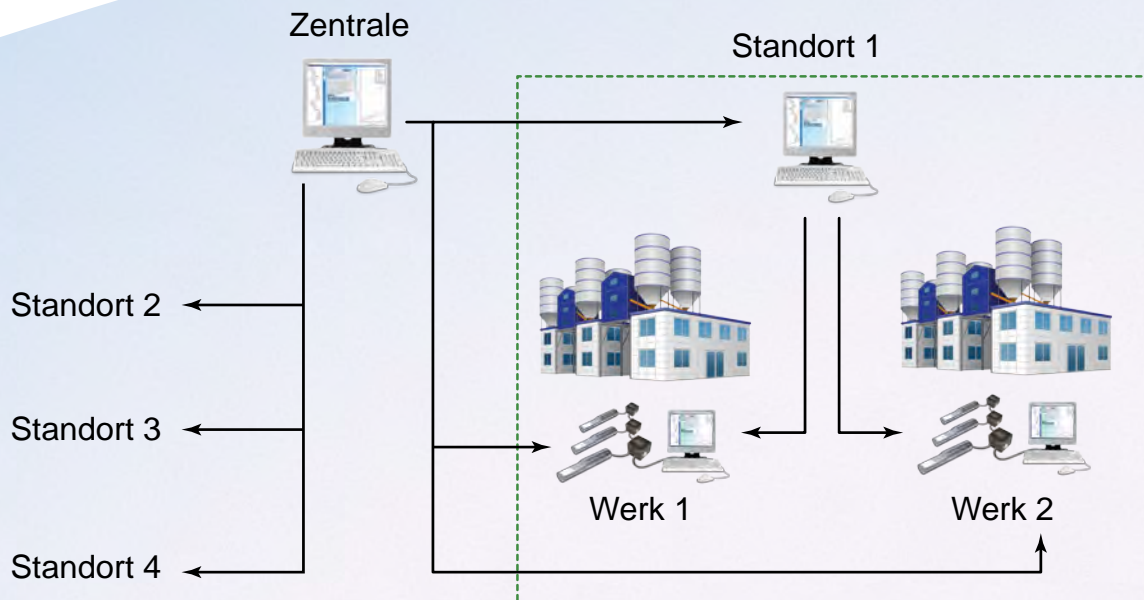 Zentrale
Standort 1
Standort 2
Standort 3
Standort 4
Werk 1
Werk 2